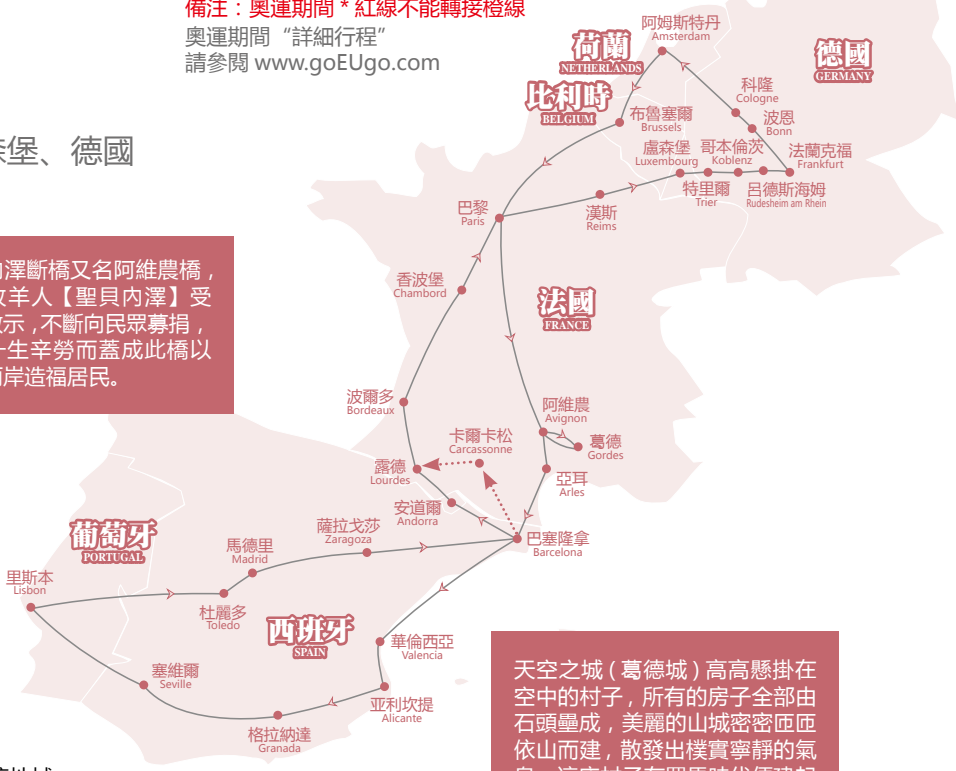 備注：奧運期間 * 紅線不能轉接橙線
奧運期間“詳細行程”
請參閱 www.goEUgo.com
森堡、德國
阿姆斯特丹
Amsterdam
荷蘭
NETHERLANDS
德國
GERMANY
比利時
BELGIUM
科隆
Cologne
波恩
Bonn
布魯塞爾
Brussels
盧森堡
Luxembourg
哥本倫茨
Koblenz
法蘭克福
Frankfurt
特里爾
Trier
呂德斯海姆
Rudesheim am Rhein
巴黎
Paris
漢斯
Reims
內澤斷橋又名阿維農橋，
牧羊人【聖貝內澤】受
啟示，不斷向民眾募捐，
一生辛勞而蓋成此橋以
兩岸造福居民。
香波堡
Chambord
法國
FRANCE
波爾多
Bordeaux
阿維農
Avignon
卡爾卡松
Carcassonne
葛德
Gordes
露德
Lourdes
亞耳
Arles
安道爾
Andorra
薩拉戈莎
Zaragoza
巴塞隆拿
Barcelona
葡萄牙
PORTUGAL
馬德里
Madrid
里斯本
Lisbon
杜麗多
Toledo
西班牙
SPAIN
華倫西亞
Valencia
塞維爾
Seville
亚利坎提
Alicante
格拉納達
Granada
天空之城（葛德城）高高懸掛在
空中的村子，所有的房子全部由
石頭壘成，美麗的山城密密匝匝
依山而建，散發出樸實寧靜的氣